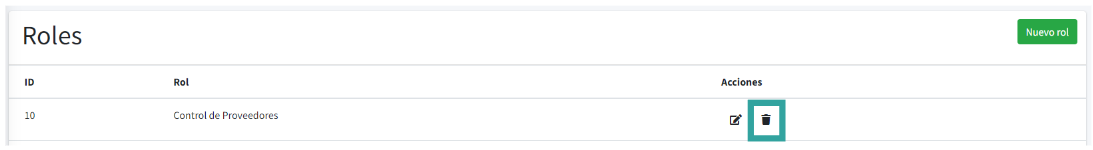 Roles
Nuevo rol
ID Rol Acciones
10 Control de Proveedores